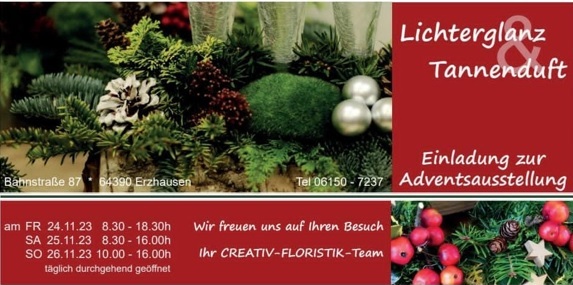 Lichterglanz
&
Tannenduft
Einladung zur
Adventsausstellung
Bahnstraße 87 * 64390 Erzhausen Tel 06150 - 7237
am FR 24.11.23 8.30 - 18.30h
SA 25.11.23 8.30 - 16.00h
SO 26.11.23 10.00 - 16.00h
täglich durchgehend geöffnet
Wir freuen uns auf Ihren Besuch
Ihr CREATIV-FLORISTIK-Team